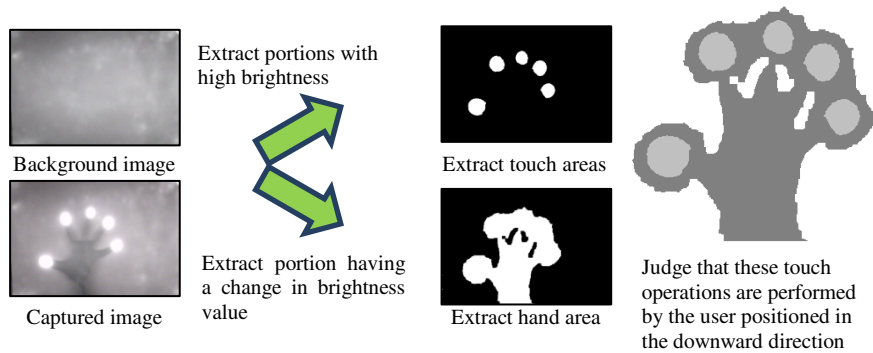 Background image
Captured image
Extract portions with
high brightness
Extract portion having
a change in brightness
value
Extract touch areas
Extract hand area
Judge that these touch
operations are performed
by the user positioned in
the downward direction